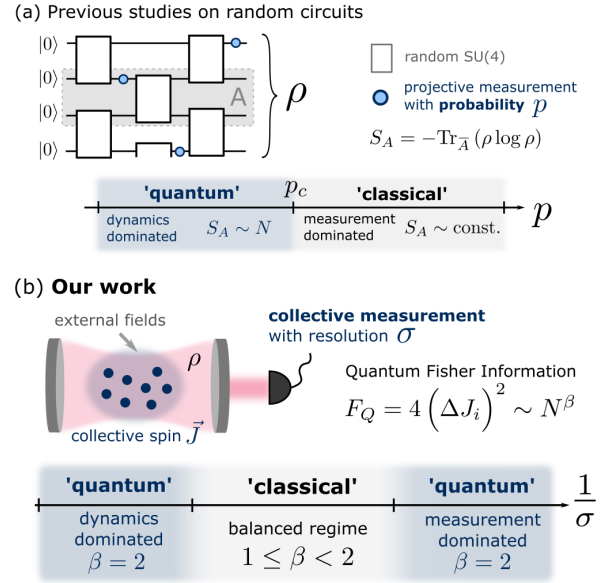 (a) Previous studies on random circuits
|0⟩
|0⟩
|0⟩
|0⟩
A
ρ
random SU(4)
projective measurement
with probability p
S_A = −Tr_{\overline{A}} (ρ log ρ)
'quantum'
p_c
'classical'
dynamics
dominated
S_A ∼ N
measurement
dominated
S_A ∼ const.
p
(b) Our work
external fields
ρ
collective spin \vec{J}
collective measurement
with resolution σ
Quantum Fisher Information
F_Q = 4 (ΔJ_i)^2 ∼ N^β
'quantum'
'classical'
'quantum'
1/σ
dynamics
dominated
β = 2
balanced regime
1 ≤ β < 2
measurement
dominated
β = 2